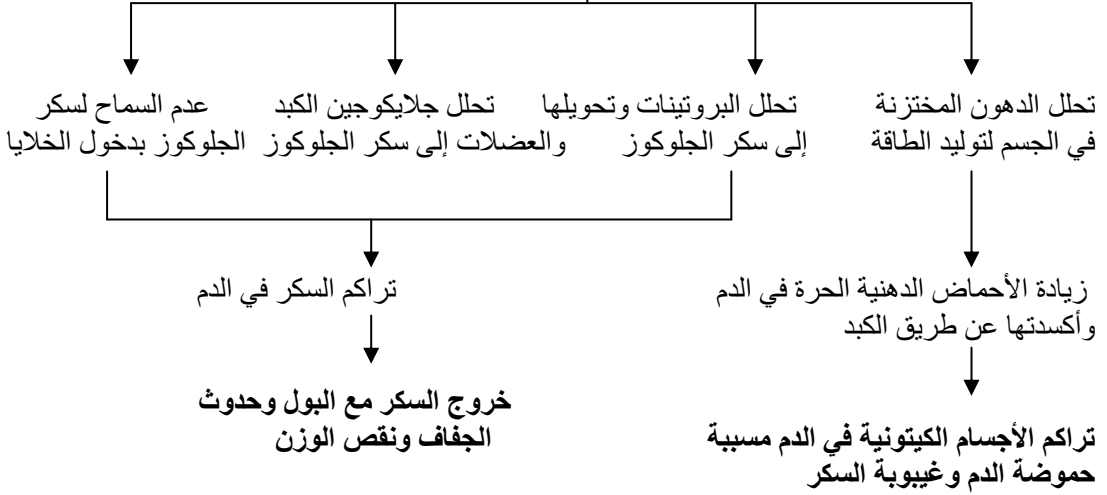 تحلل الدهون المختزنة
في الجسم لتوليد الطاقة
تحلل البروتينات وتحويلها
إلى سكر الجلوكوز
تحلل جلايكوجين الكبد
والعضلات إلى سكر الجلوكوز
عدم السماح لسكر
الجلوكوز بدخول الخلايا
زيادة الأحماض الدهنية الحرة في الدم
وأكسدتها عن طريق الكبد
تراكم السكر في الدم
تراكم الأجسام الكيتونية في الدم مسببة
حموضة الدم وغيبوبة السكر
خروج السكر مع البول وحدوث
الجفاف ونقص الوزن